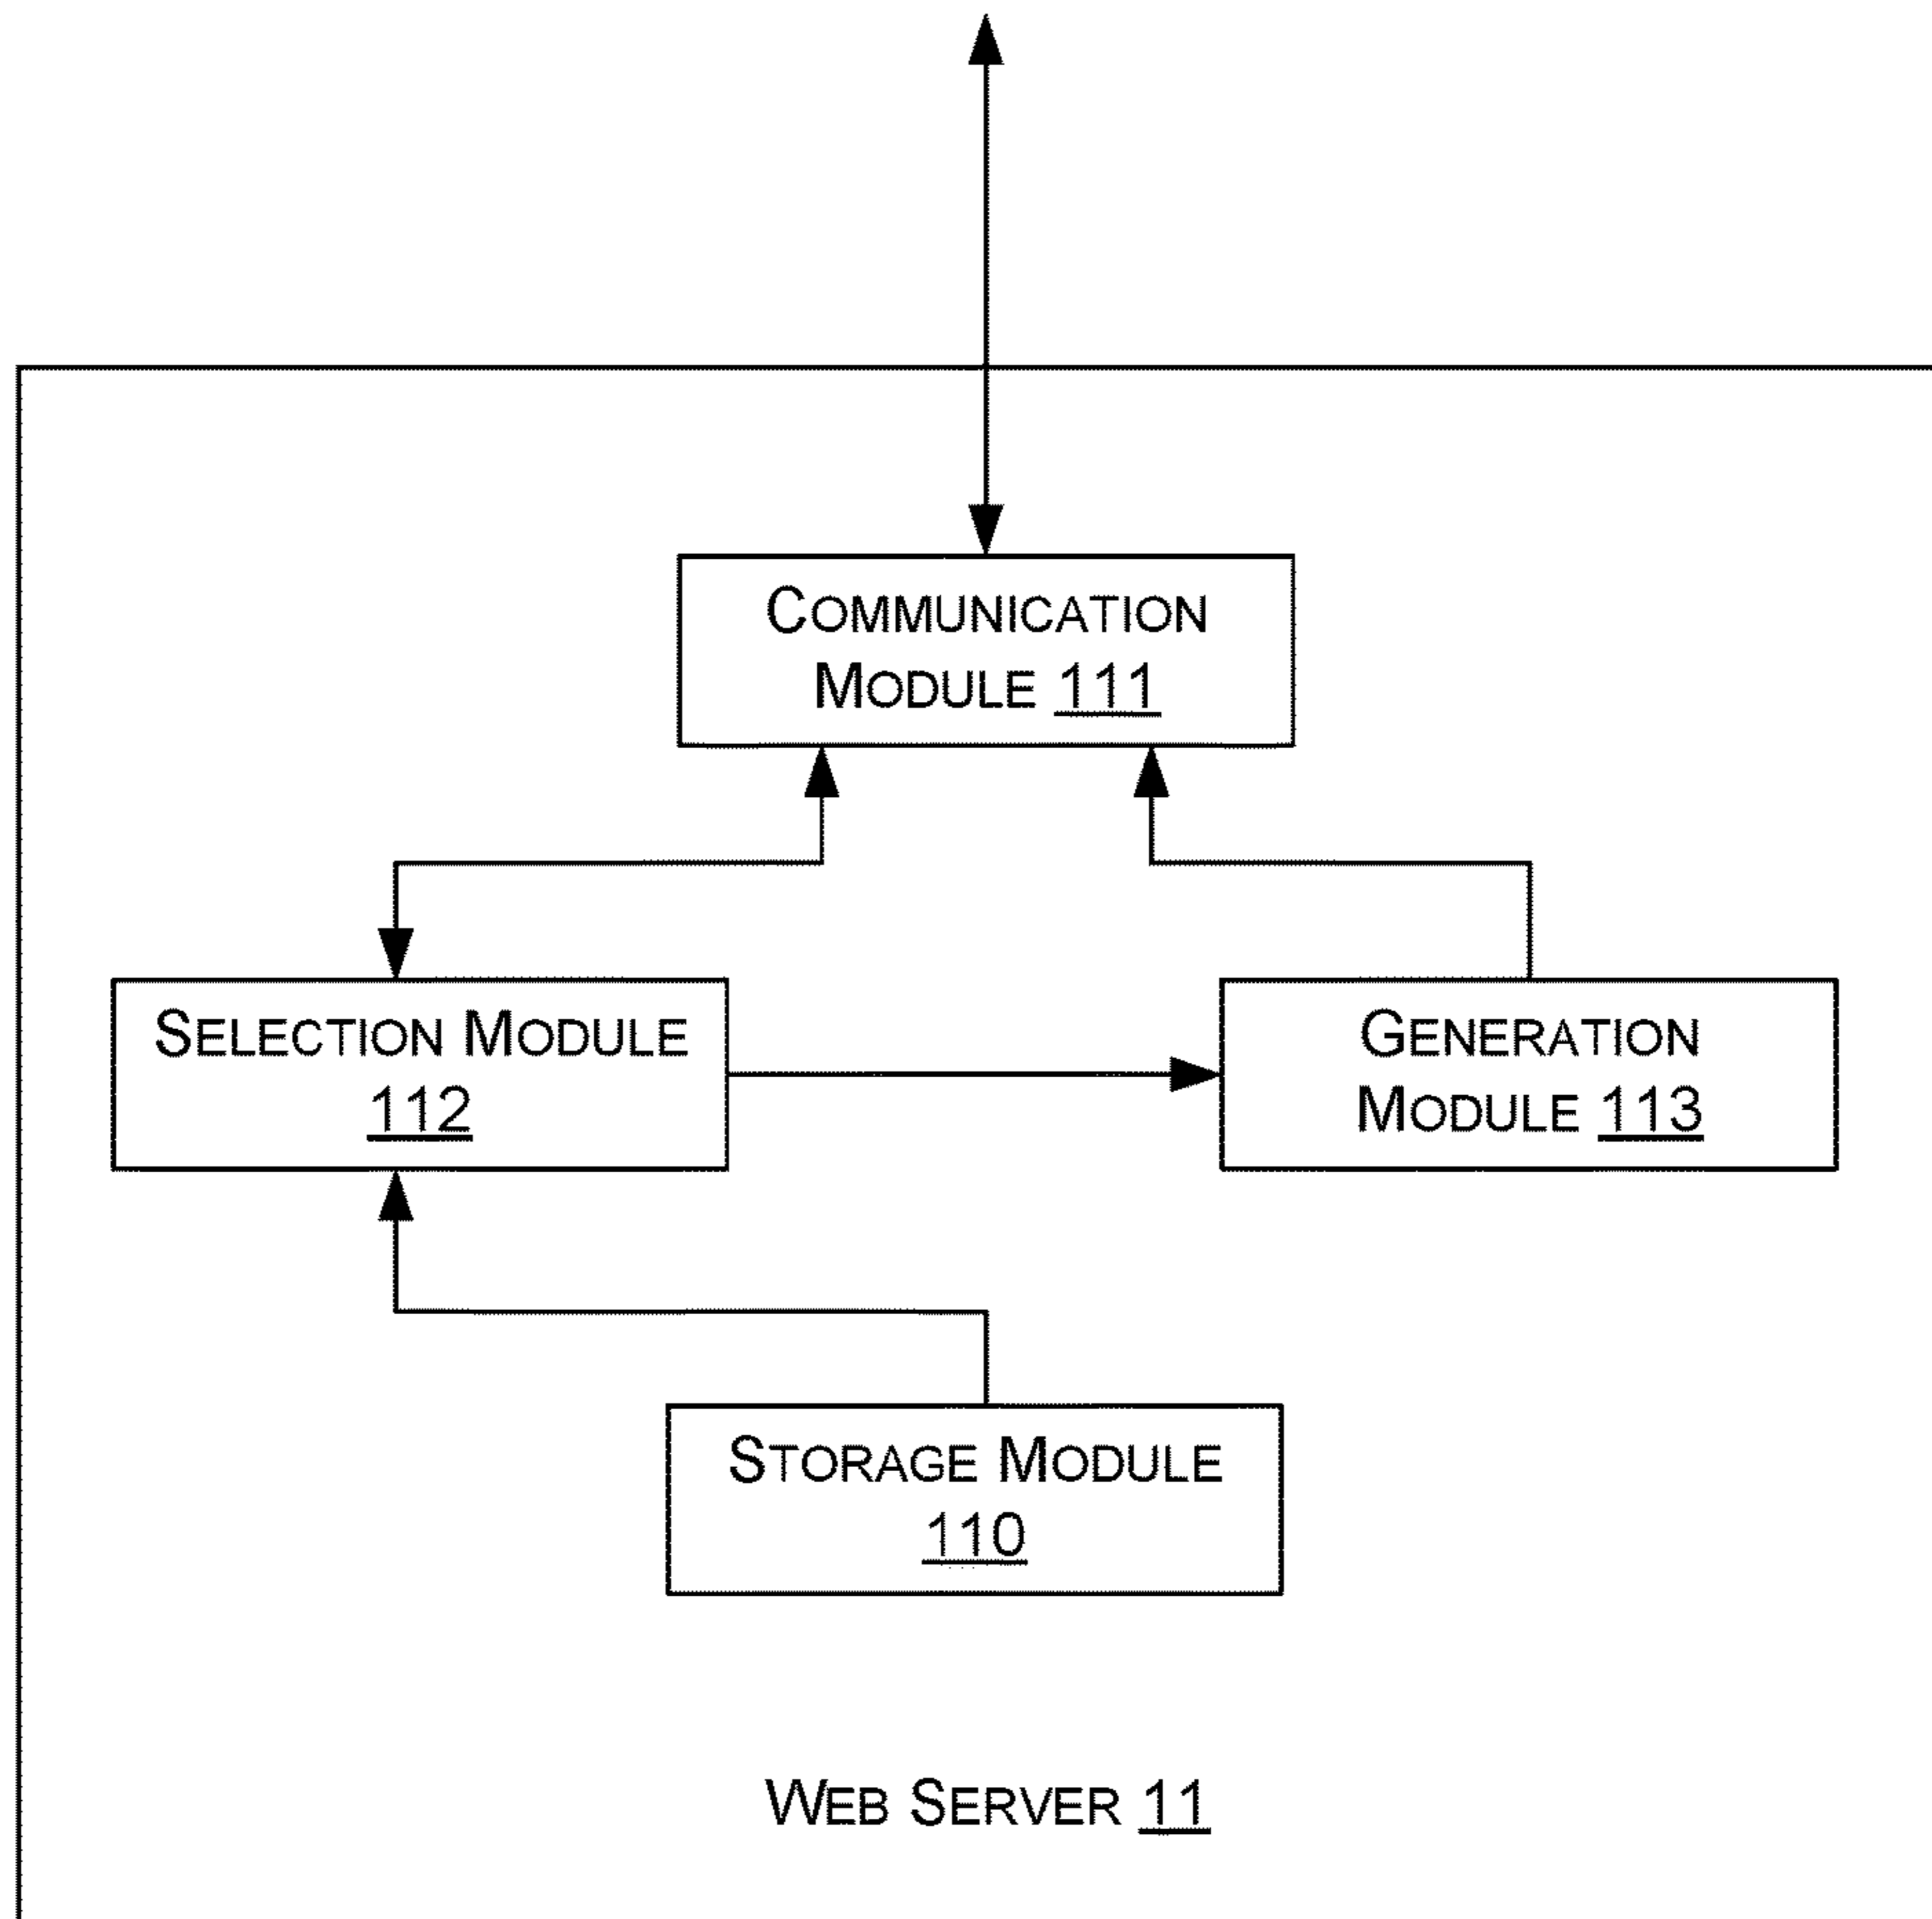 COMMUNICATION
MODULE 111
SELECTION MODULE
112
GENERATION
MODULE 113
STORAGE MODULE
110
WEB SERVER 11